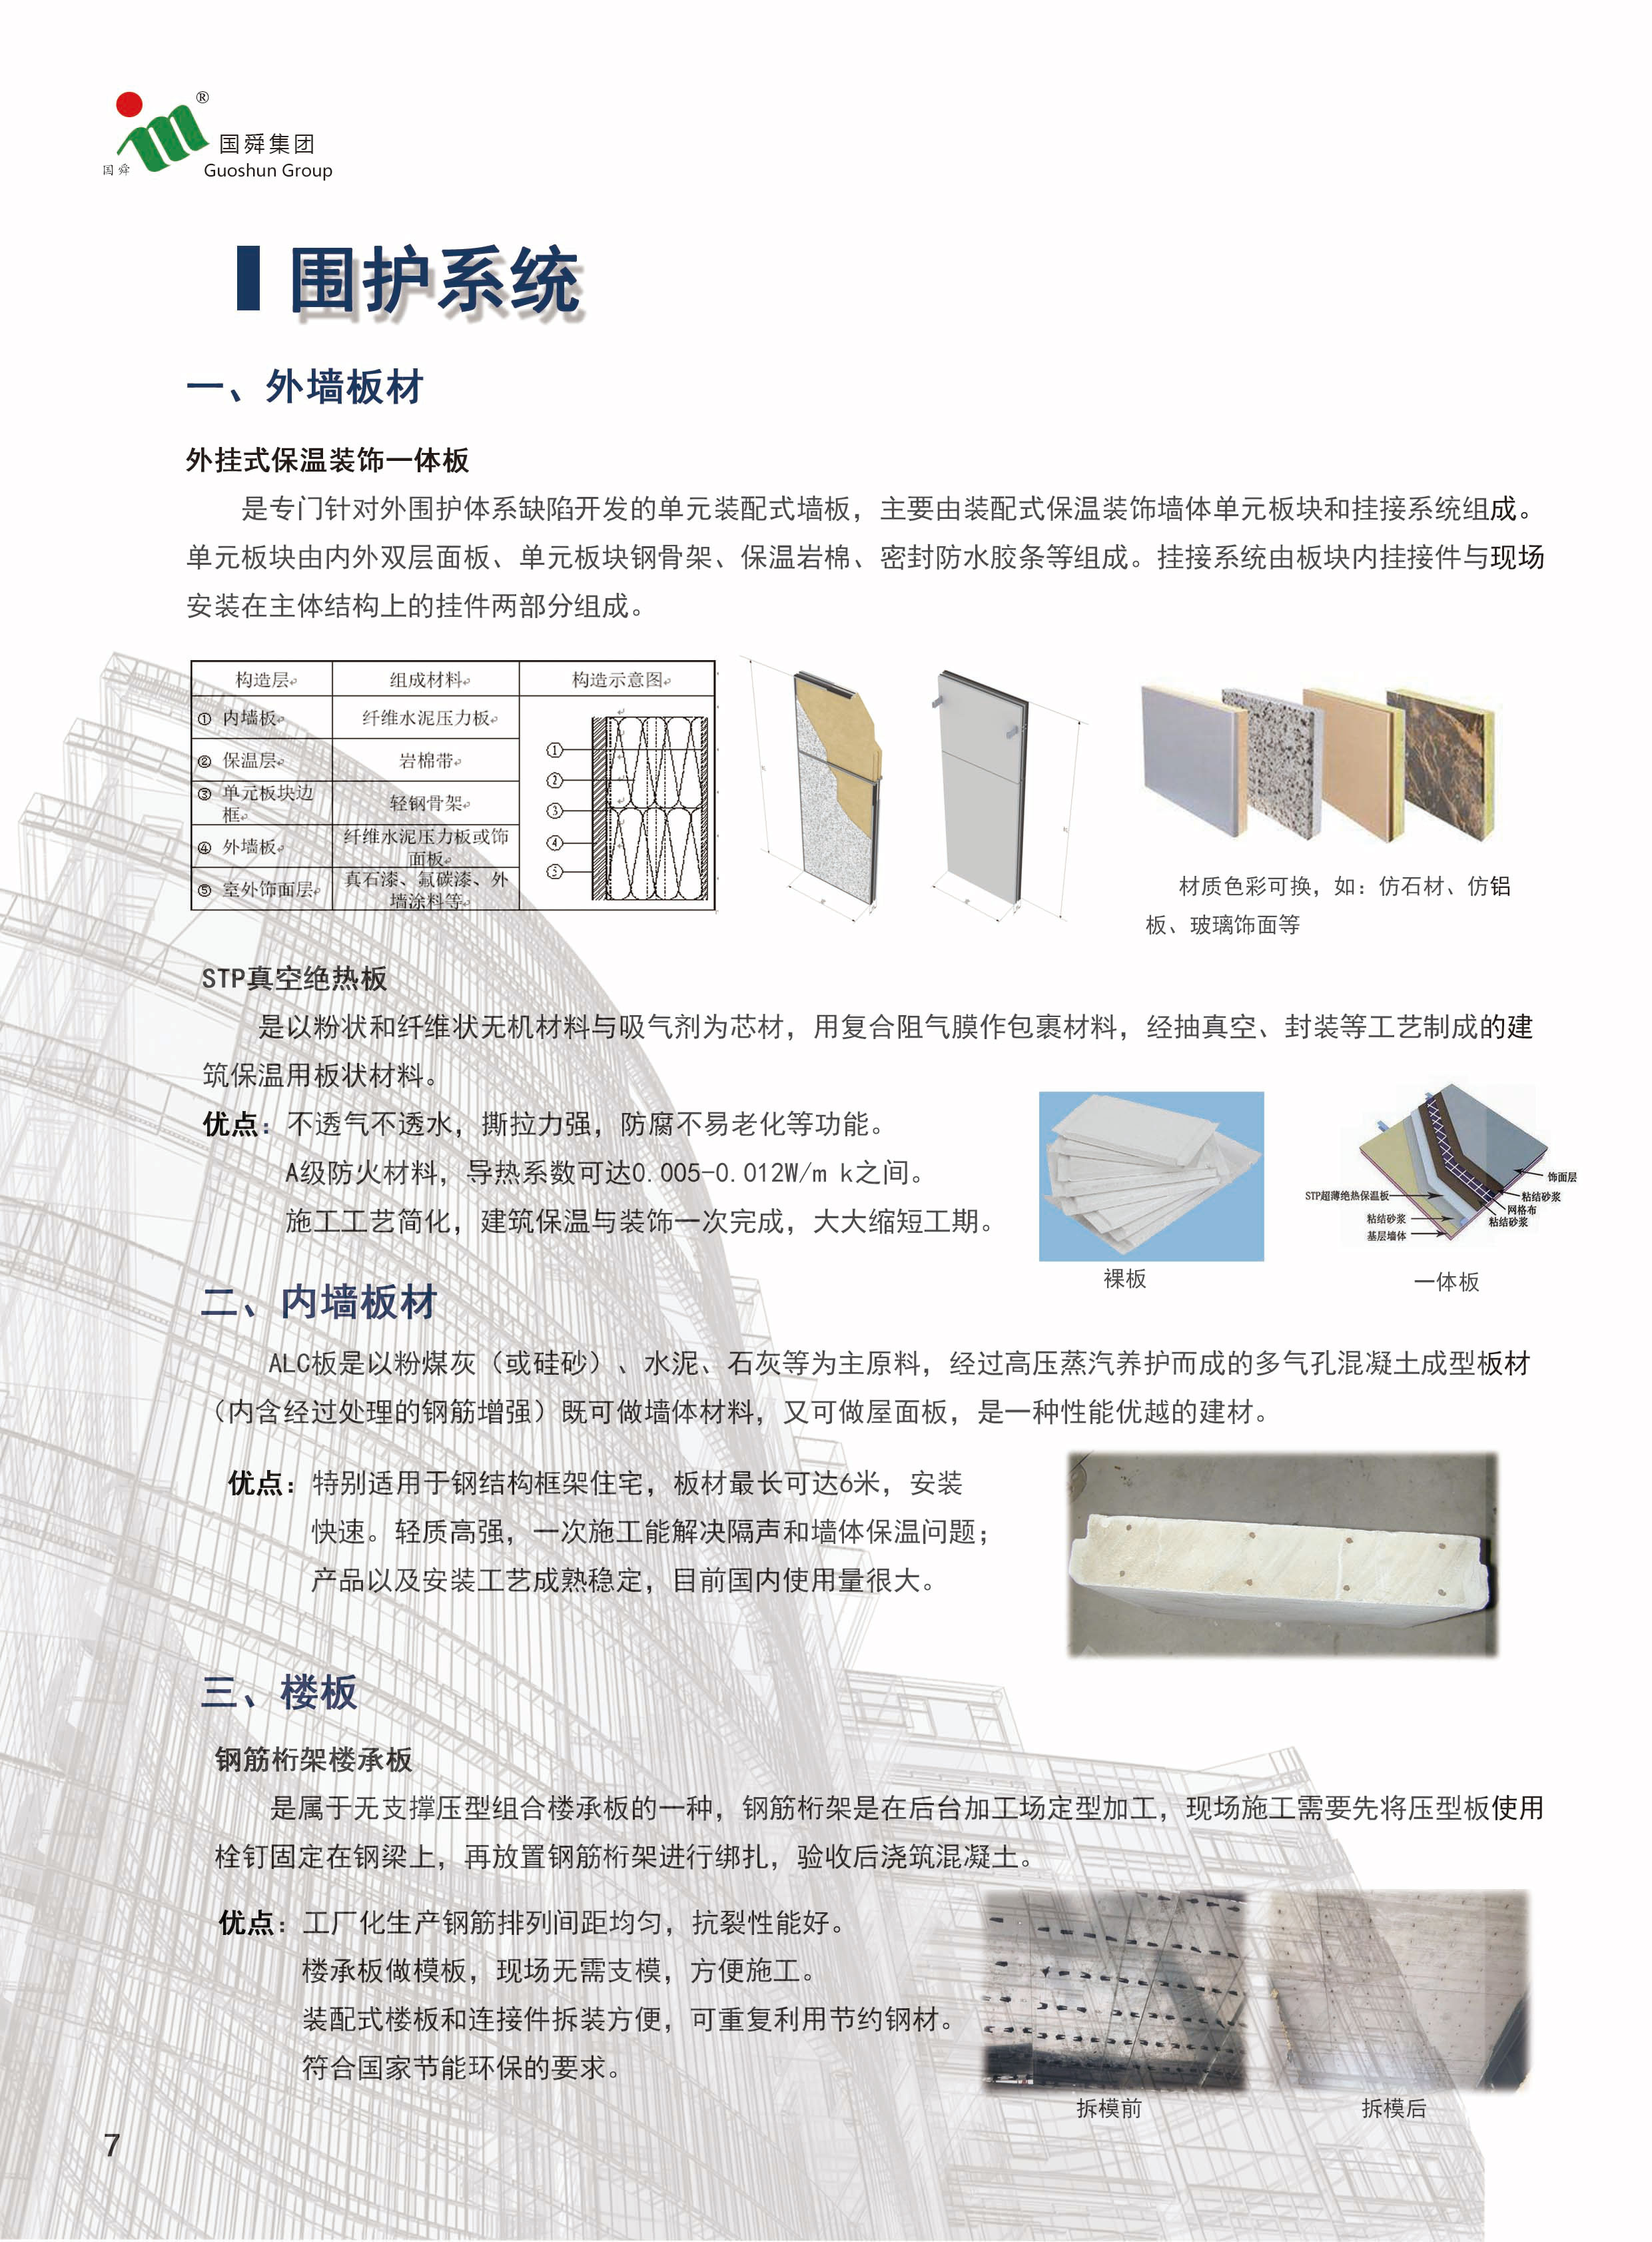 ®
国舜
国舜集团
Guoshun Group
围护系统
一、外墙板材
外挂式保温装饰一体板
是专门针对外围护体系缺陷开发的单元装配式墙板，主要由装配式保温装饰墙体单元板块和挂接系统组成。
单元板块由内外双层面板、单元板块钢骨架、保温岩棉、密封防水胶条等组成。挂接系统由板块内挂接件与现场
安装在主体结构上的挂件两部分组成。
构造层 组成材料 构造示意图
① 内墙板 纤维水泥压力板
② 保温层 岩棉带
③ 单元板块边
框
轻钢骨架
④ 外墙板 纤维水泥压力板或饰
面板
⑤ 室外饰面层 真石漆、氟碳漆、外
墙涂料等
①
②
③
④
⑤
材质色彩可换，如：仿石材、仿铝
板、玻璃饰面等
STP真空绝热板
是以粉状和纤维状无机材料与吸气剂为芯材，用复合阻气膜作包裹材料，经抽真空、封装等工艺制成的建
筑保温用板状材料。
优点：不透气不透水，撕拉力强，防腐不易老化等功能。
A级防火材料，导热系数可达0.005-0.012W/m k之间。
施工工艺简化，建筑保温与装饰一次完成，大大缩短工期。
裸板
饰面层
STP超薄绝热保温板
粘结砂浆
网格布
粘结砂浆
粘结砂浆
基层墙体
一体板
二、内墙板材
ALC板是以粉煤灰（或硅砂）、水泥、石灰等为主原料，经过高压蒸汽养护而成的多气孔混凝土成型板材
（内含经过处理的钢筋增强）既可做墙体材料，又可做屋面板，是一种性能优越的建材。
优点：特别适用于钢结构框架住宅，板材最长可达6米，安装
快速。轻质高强，一次施工能解决隔声和墙体保温问题；
产品以及安装工艺成熟稳定，目前国内使用量很大。
三、楼板
钢筋桁架楼承板
是属于无支撑压型组合楼承板的一种，钢筋桁架是在后台加工场定型加工，现场施工需要先将压型板使用
栓钉固定在钢梁上，再放置钢筋桁架进行绑扎，验收后浇筑混凝土。
优点：工厂化生产钢筋排列间距均匀，抗裂性能好。
楼承板做模板，现场无需支模，方便施工。
装配式楼板和连接件拆装方便，可重复利用节约钢材。
符合国家节能环保的要求。
拆模前
拆模后
7